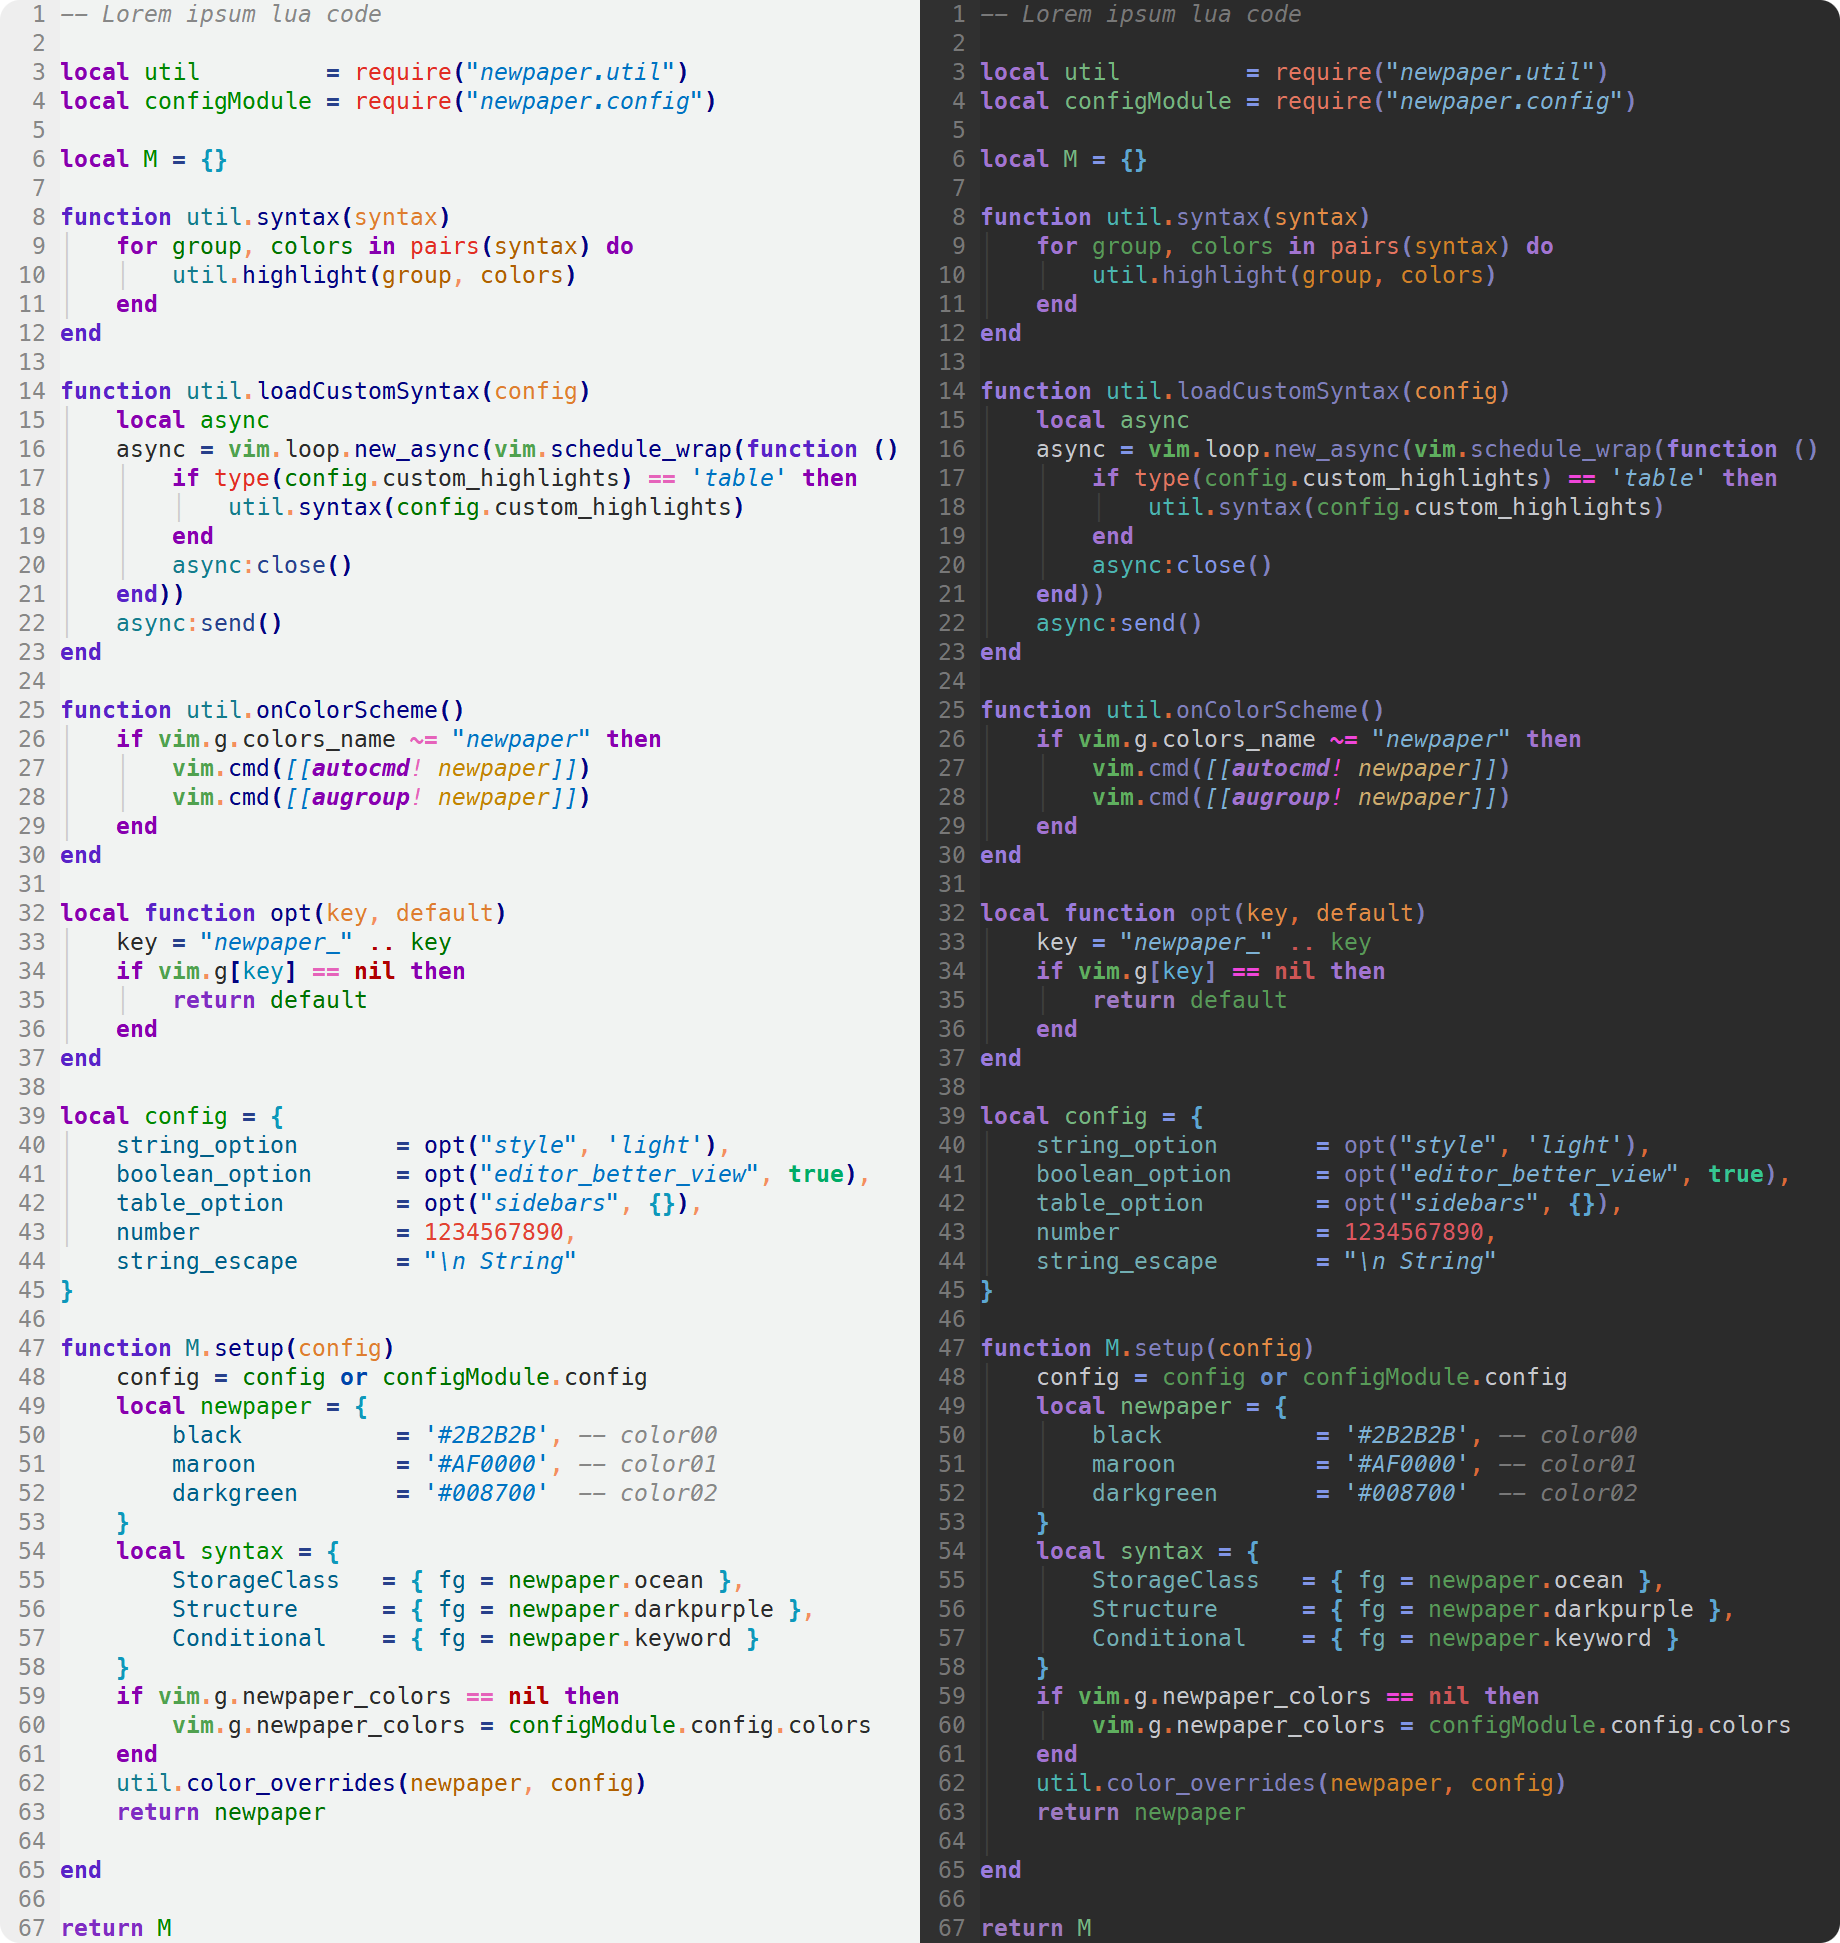 1 -- Lorem ipsum lua code
2
3 local util         = require("newpaper.util")
4 local configModule = require("newpaper.config")
5
6 local M = {}
7
8 function util.syntax(syntax)
9     for group, colors in pairs(syntax) do
10         util.highlight(group, colors)
11     end
12 end
13
14 function util.loadCustomSyntax(config)
15     local async
16     async = vim.loop.new_async(vim.schedule_wrap(function ()
17         if type(config.custom_highlights) == 'table' then
18             util.syntax(config.custom_highlights)
19         end
20         async:close()
21     end))
22     async:send()
23 end
24
25 function util.onColorScheme()
26     if vim.g.colors_name ~= "newpaper" then
27         vim.cmd([[autocmd! newpaper]])
28         vim.cmd([[augroup! newpaper]])
29     end
30 end
31
32 local function opt(key, default)
33     key = "newpaper_" .. key
34     if vim.g[key] == nil then
35         return default
36     end
37 end
38
39 local config = {
40     string_option       = opt("style", 'light'),
41     boolean_option      = opt("editor_better_view", true),
42     table_option        = opt("sidebars", {}),
43     number              = 1234567890,
44     string_escape       = "\n String"
45 }
46
47 function M.setup(config)
48     config = config or configModule.config
49     local newpaper = {
50         black           = '#2B2B2B', -- color00
51         maroon          = '#AF0000', -- color01
52         darkgreen       = '#008700'  -- color02
53     }
54     local syntax = {
55         StorageClass   = { fg = newpaper.ocean },
56         Structure      = { fg = newpaper.darkpurple },
57         Conditional    = { fg = newpaper.keyword }
58     }
59     if vim.g.newpaper_colors == nil then
60         vim.g.newpaper_colors = configModule.config.colors
61     end
62     util.color_overrides(newpaper, config)
63     return newpaper
64
65 end
66
67 return M
1 -- Lorem ipsum lua code
2
3 local util         = require("newpaper.util")
4 local configModule = require("newpaper.config")
5
6 local M = {}
7
8 function util.syntax(syntax)
9     for group, colors in pairs(syntax) do
10         util.highlight(group, colors)
11     end
12 end
13
14 function util.loadCustomSyntax(config)
15     local async
16     async = vim.loop.new_async(vim.schedule_wrap(function ()
17         if type(config.custom_highlights) == 'table' then
18             util.syntax(config.custom_highlights)
19         end
20         async:close()
21     end))
22     async:send()
23 end
24
25 function util.onColorScheme()
26     if vim.g.colors_name ~= "newpaper" then
27         vim.cmd([[autocmd! newpaper]])
28         vim.cmd([[augroup! newpaper]])
29     end
30 end
31
32 local function opt(key, default)
33     key = "newpaper_" .. key
34     if vim.g[key] == nil then
35         return default
36     end
37 end
38
39 local config = {
40     string_option       = opt("style", 'light'),
41     boolean_option      = opt("editor_better_view", true),
42     table_option        = opt("sidebars", {}),
43     number              = 1234567890,
44     string_escape       = "\n String"
45 }
46
47 function M.setup(config)
48     config = config or configModule.config
49     local newpaper = {
50         black           = '#2B2B2B', -- color00
51         maroon          = '#AF0000', -- color01
52         darkgreen       = '#008700'  -- color02
53     }
54     local syntax = {
55         StorageClass   = { fg = newpaper.ocean },
56         Structure      = { fg = newpaper.darkpurple },
57         Conditional    = { fg = newpaper.keyword }
58     }
59     if vim.g.newpaper_colors == nil then
60         vim.g.newpaper_colors = configModule.config.colors
61     end
62     util.color_overrides(newpaper, config)
63     return newpaper
64
65 end
66
67 return M